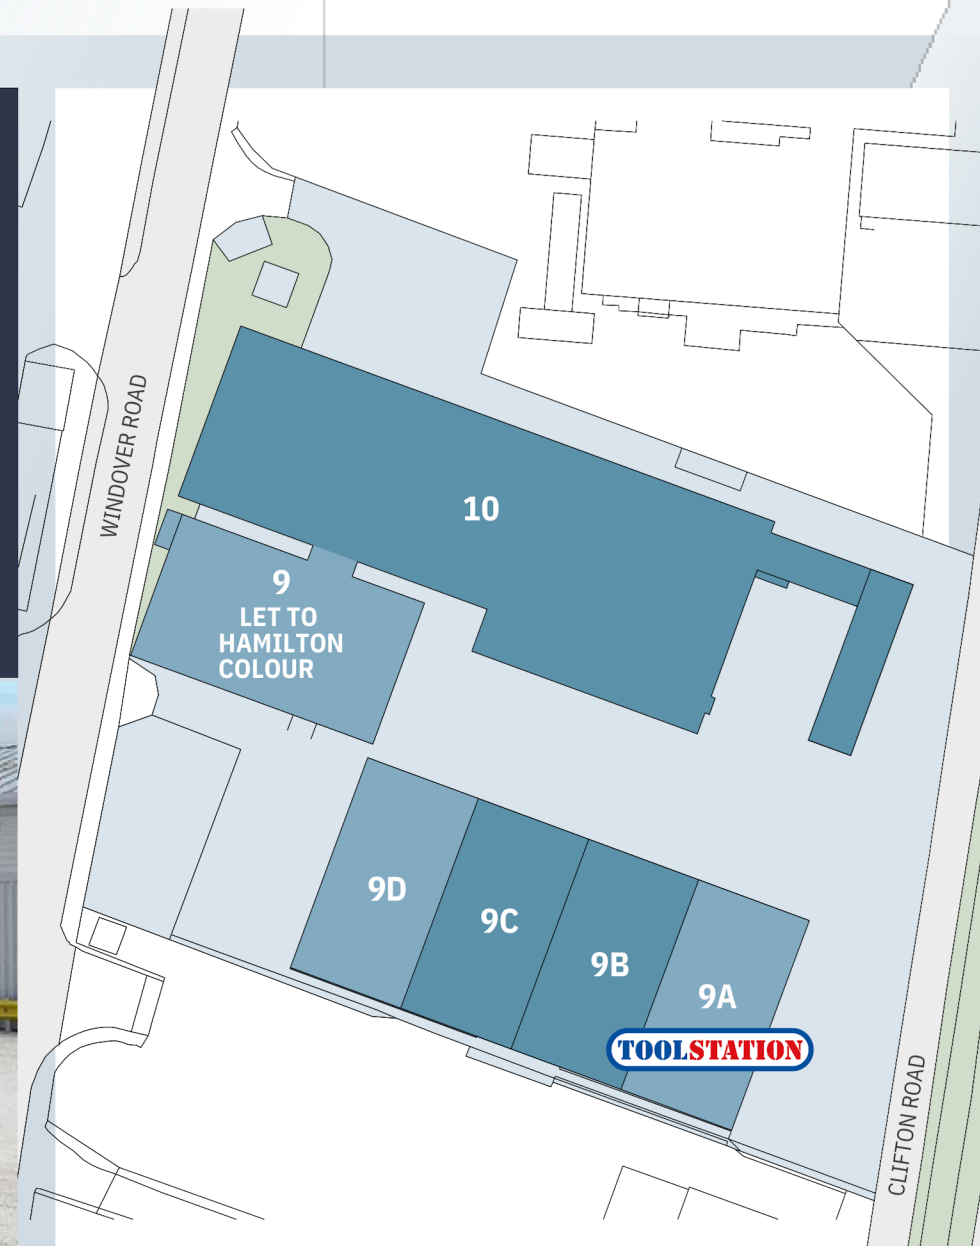 WINDOVER ROAD
10
9
LET TO
HAMILTON
COLOUR
9D
9C
9B
9A
TOOLSTATION
CLIFTON ROAD